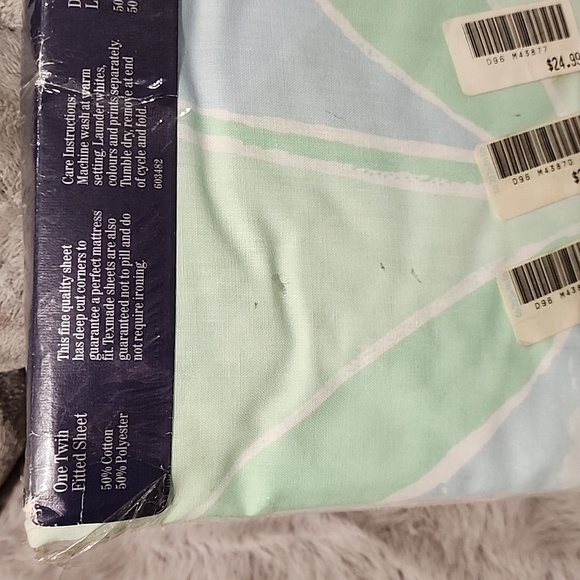 One Twin
Fitted Sheet
50% Cotton
50% Polyester
This fine quality sheet
has deep cut corners to
guarantee a perfect mattress
fit. Texmade sheets are also
guaranteed not to pill and do
not require ironing.
Care Instructions:
Machine wash at warm
setting. Launder whites,
colours and prints separately.
Tumble dry, remove at end
of cycle and fold.
603482
D96 M43877
$24.99
D96 M43870
D96